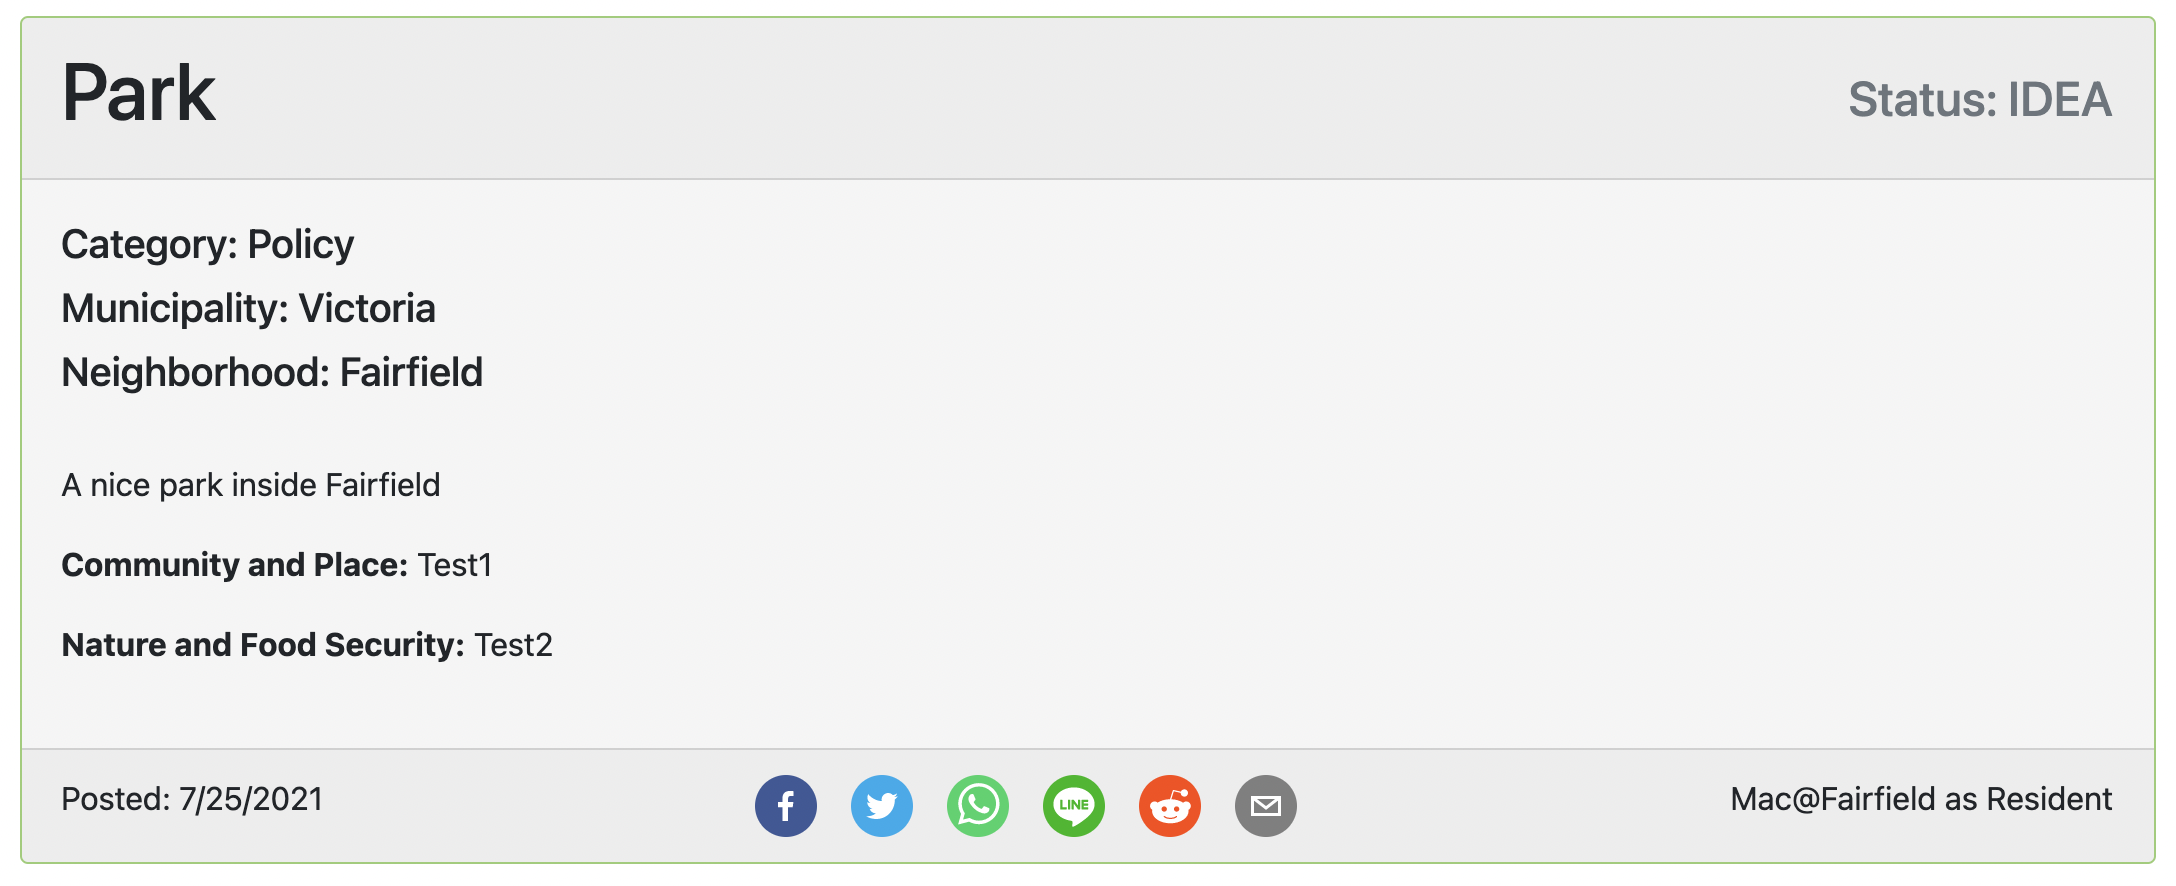 Park
Status: IDEA
Category: Policy
Municipality: Victoria
Neighborhood: Fairfield
A nice park inside Fairfield
Community and Place: Test1
Nature and Food Security: Test2
Posted: 7/25/2021
LINE
Mac@Fairfield as Resident